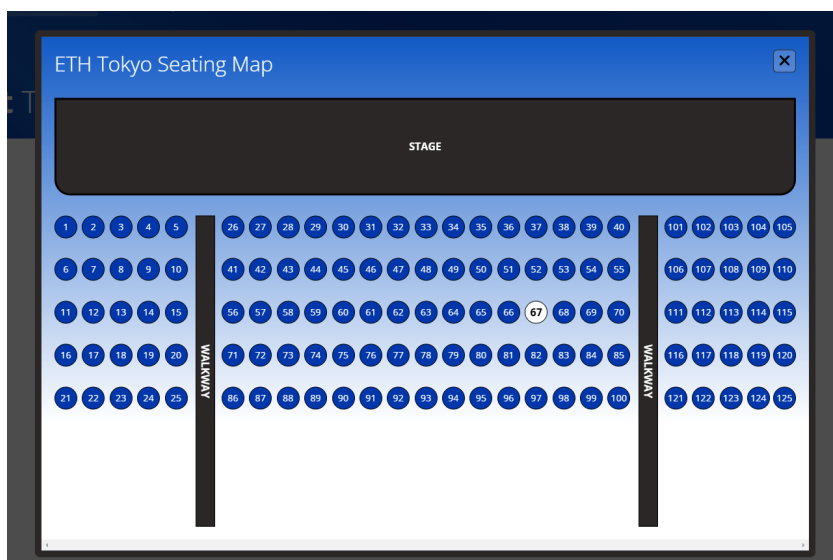 ETH Tokyo Seating Map
: T
STAGE
1 2 3 4 5 26 27 28 29 30 31 32 33 34 35 36 37 38 39 40 101 102 103 104 105
6 7 8 9 10 41 42 43 44 45 46 47 48 49 50 51 52 53 54 55 106 107 108 109 110
11 12 13 14 15 56 57 58 59 60 61 62 63 64 65 66 67 68 69 70 111 112 113 114 115
16 17 18 19 20 71 72 73 74 75 76 77 78 79 80 81 82 83 84 85 116 117 118 119 120
21 22 23 24 25 86 87 88 89 90 91 92 93 94 95 96 97 98 99 100 121 122 123 124 125
WALKWAY
WALKWAY